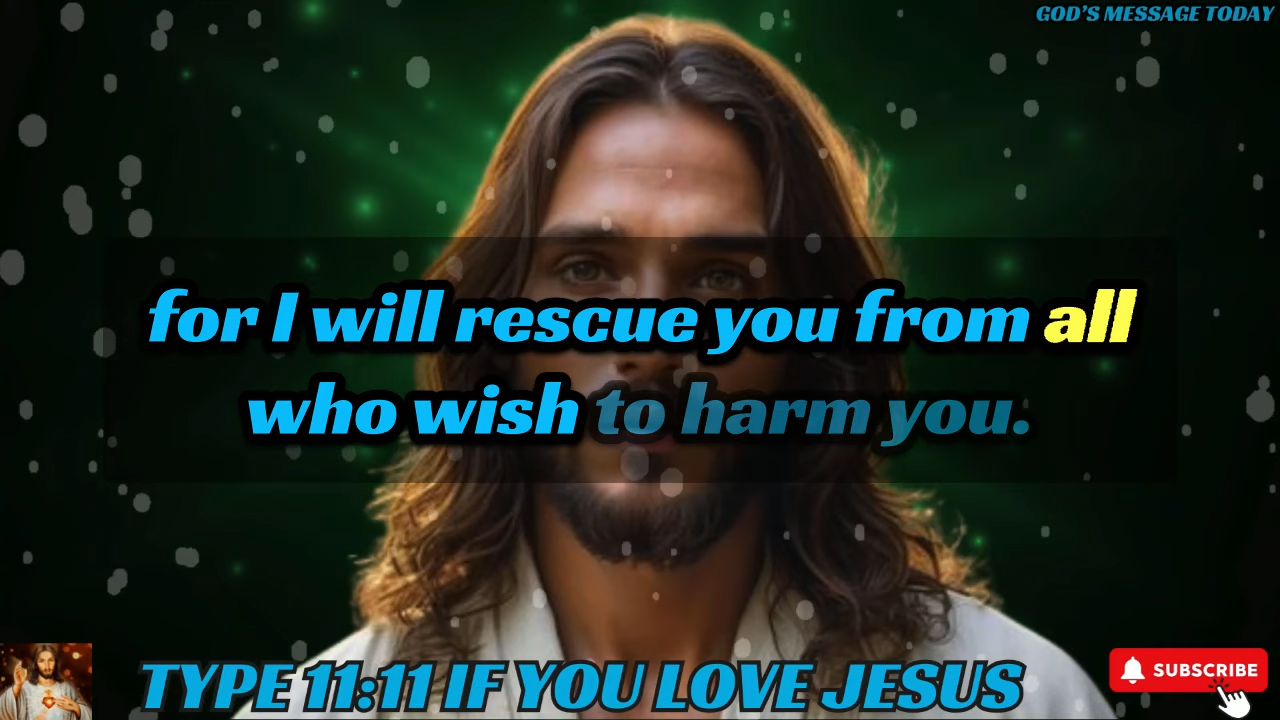 GOD'S MESSAGE TODAY
for I will rescue you from all
who wish to harm you.
TYPE 11:11 IF YOU LOVE JESUS
SUBSCRIBE